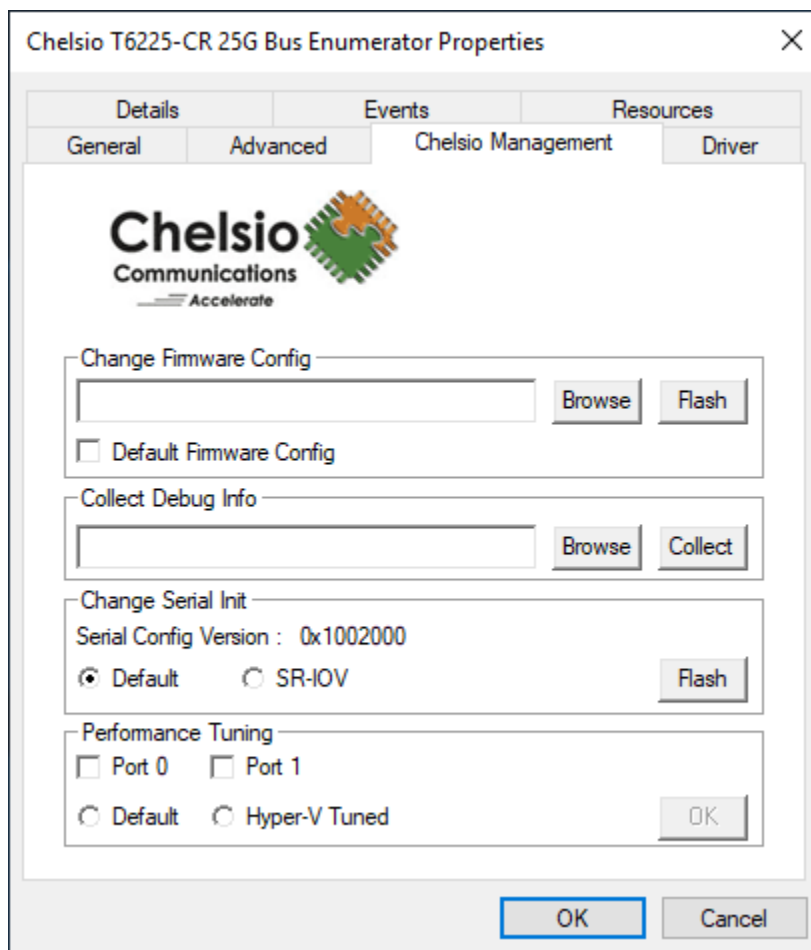 Chelsio T6225-CR 25G Bus Enumerator Properties
Details Events Resources
General Advanced Chelsio Management Driver
Chelsio
Communications
Accelerate
Change Firmware Config
Browse Flash
Default Firmware Config
Collect Debug Info
Browse Collect
Change Serial Init
Serial Config Version : 0x1002000
Default SR-IOV Flash
Performance Tuning
Port 0 Port 1
Default Hyper-V Tuned OK
OK Cancel